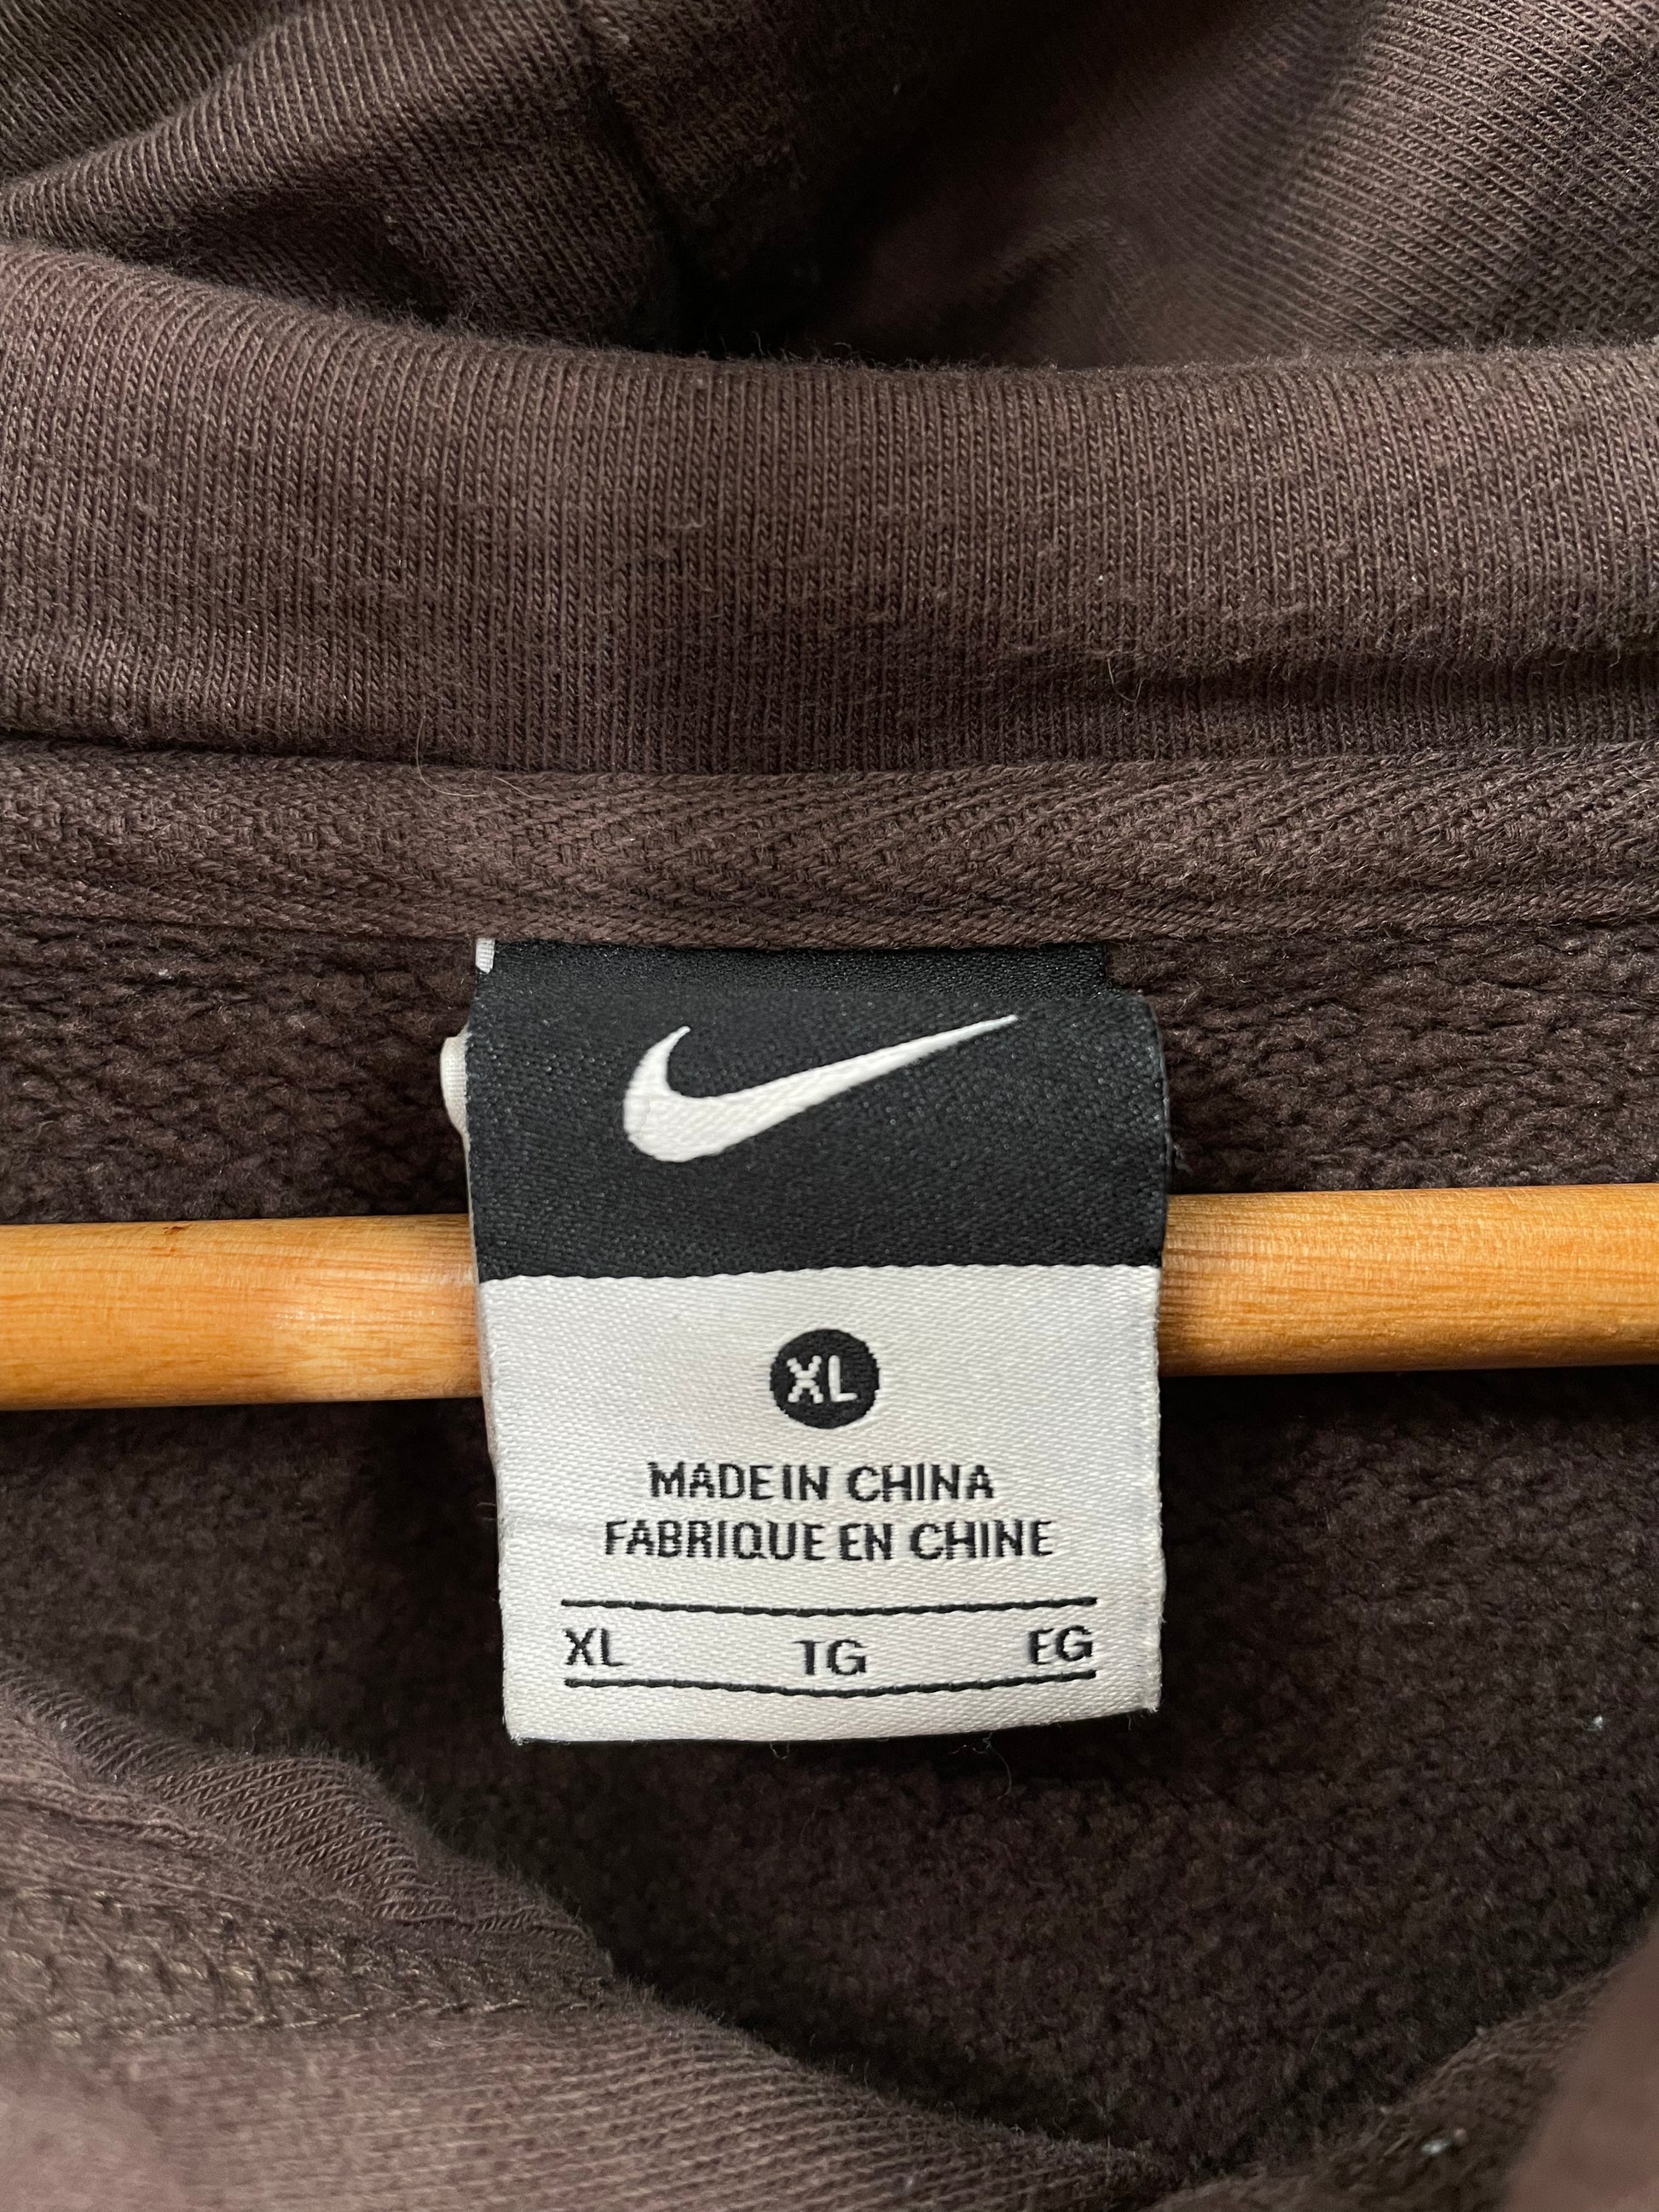 XL
MADE IN CHINA
FABRIQUE EN CHINE
XL TG EG